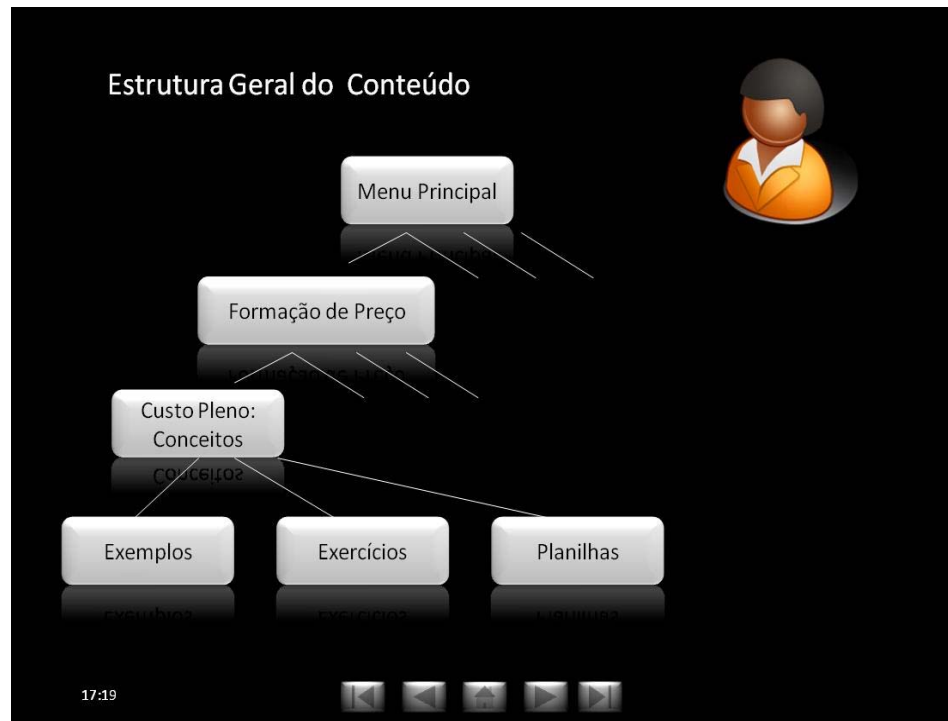 Estrutura Geral do Conteúdo
Menu Principal
Formação de Preço
Custo Pleno:
Conceitos
Exemplos
Exercícios
Planilhas
17:19